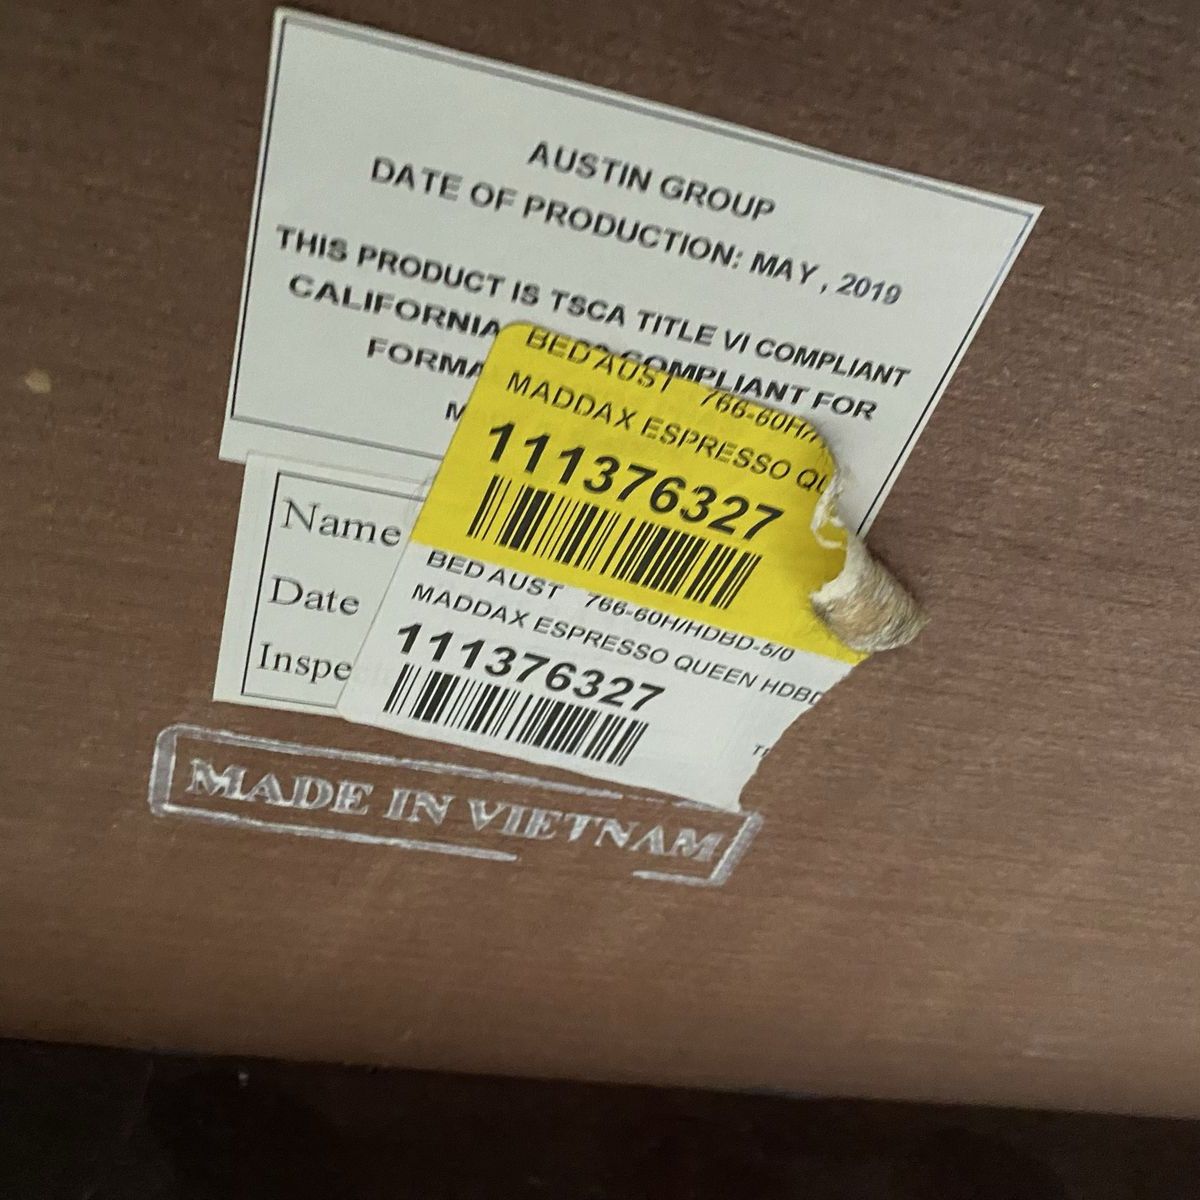 AUSTIN GROUP
DATE OF PRODUCTION: MAY, 2019
THIS PRODUCT IS TSCA TITLE VI COMPLIANT
CALIFORNIA COMPLIANT FOR
BED AUST 766-60H/
MADDAX ESPRESSO
111376327
BED AUST 766-60H/HDBD-5/0
MADDAX ESPRESSO QUEEN HDBD
111376327
Name
Date
MADE IN VIETNAM